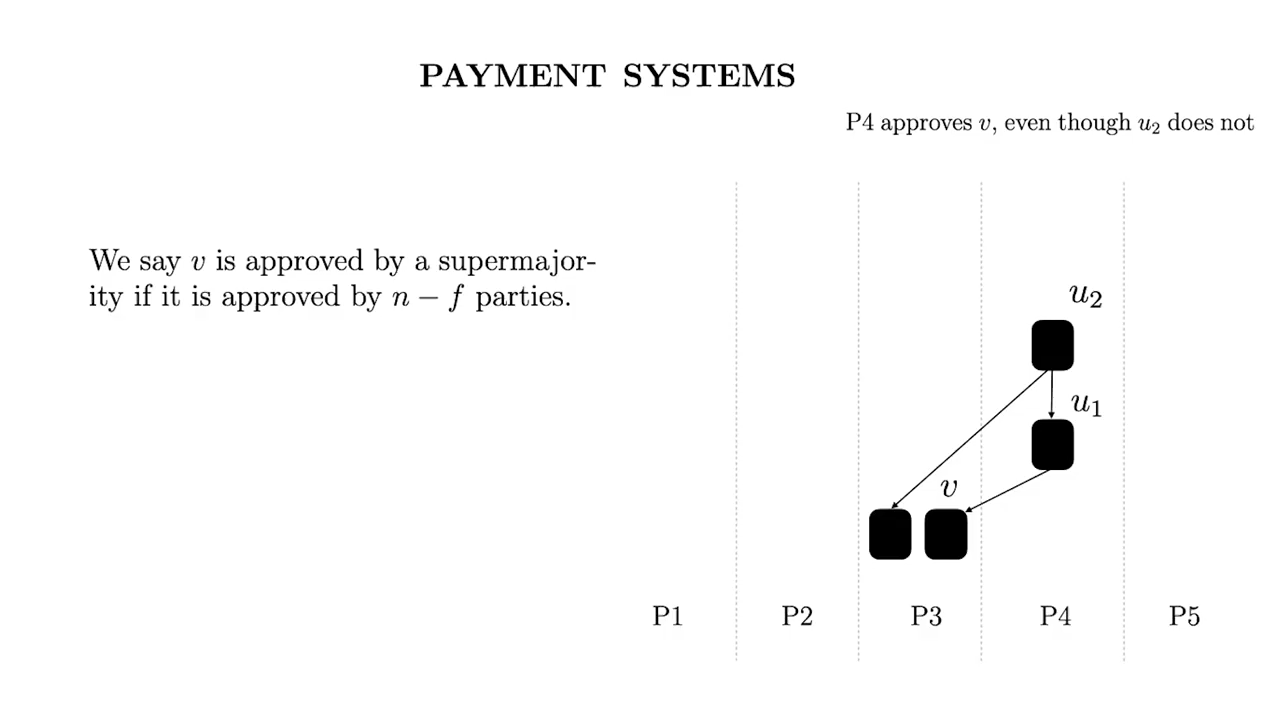 PAYMENT SYSTEMS
P4 approves v, even though u₂ does not
We say v is approved by a supermajor-
ity if it is approved by n − f parties.
u₂
u₁
v
P1 P2 P3 P4 P5